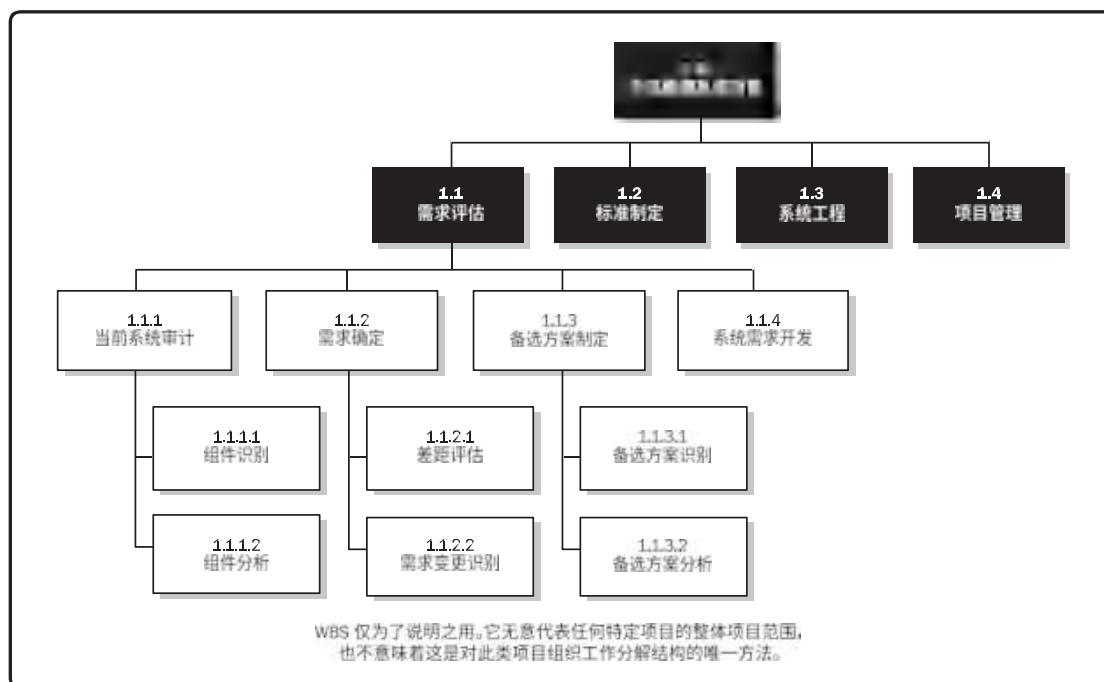 1.1
需求评估
1.2
标准制定
1.3
系统工程
1.4
项目管理
1.1.1
当前系统审计
1.1.2
需求确定
1.1.3
备选方案制定
1.1.4
系统需求开发
1.1.1.1
组件识别
1.1.2.1
差距评估
1.1.3.1
备选方案识别
1.1.1.2
组件分析
1.1.2.2
需求变更识别
1.1.3.2
备选方案分析
WBS 仅为了说明之用。它无意代表任何特定项目的整体项目范围，
也不意味着这是对此类项目组织工作分解结构的唯一方法。